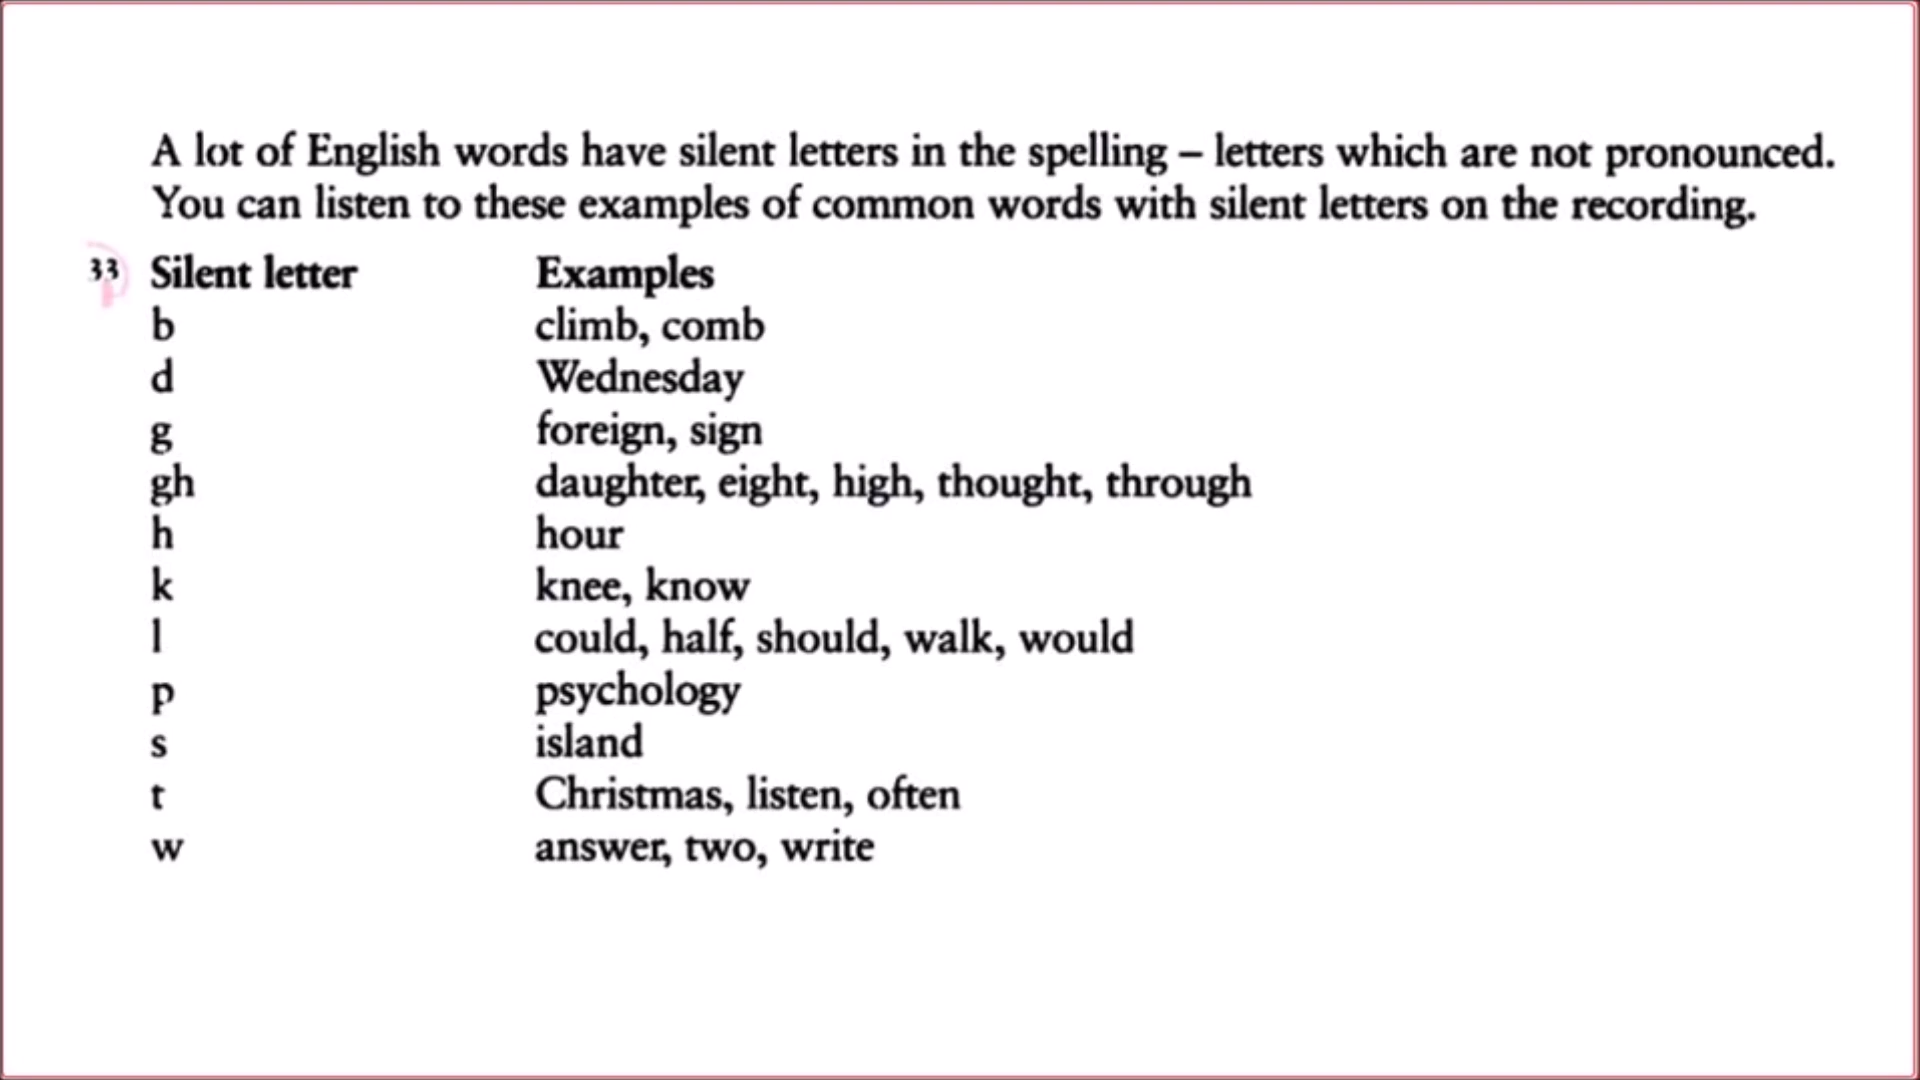 A lot of English words have silent letters in the spelling – letters which are not pronounced.
You can listen to these examples of common words with silent letters on the recording.
33 Silent letter Examples
b climb, comb
d Wednesday
g foreign, sign
gh daughter, eight, high, thought, through
h hour
k knee, know
l could, half, should, walk, would
p psychology
s island
t Christmas, listen, often
w answer, two, write